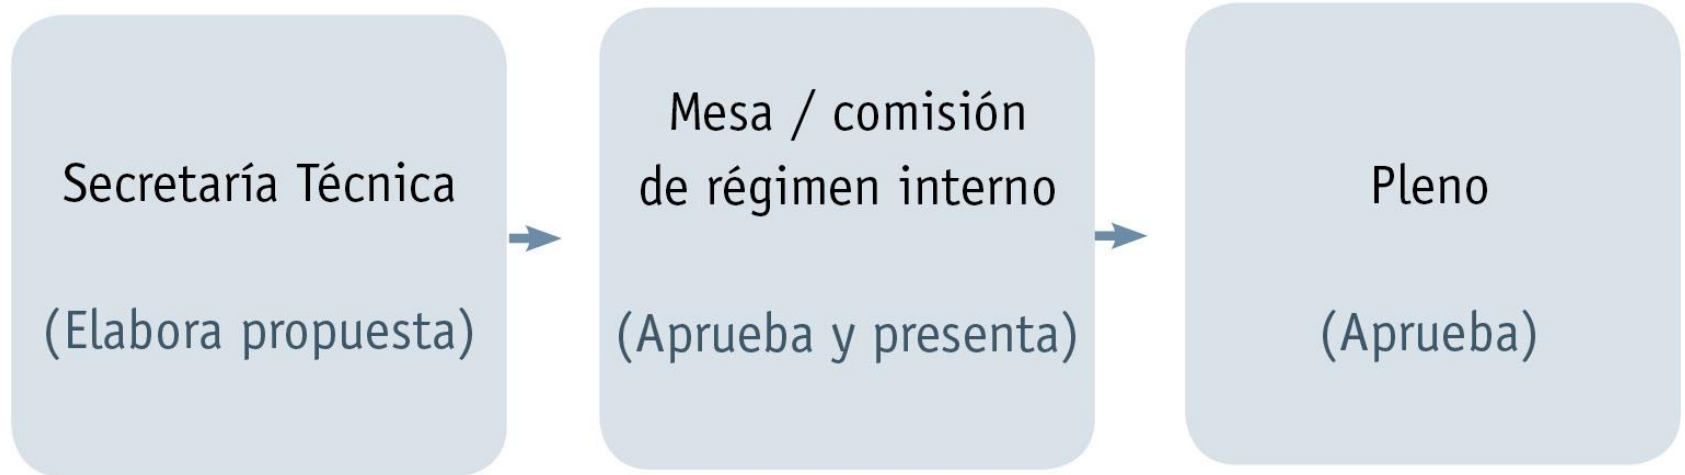 Secretaría Técnica
(Elabora propuesta)
Mesa / comisión
de régimen interno
(Aprueba y presenta)
Pleno
(Aprueba)